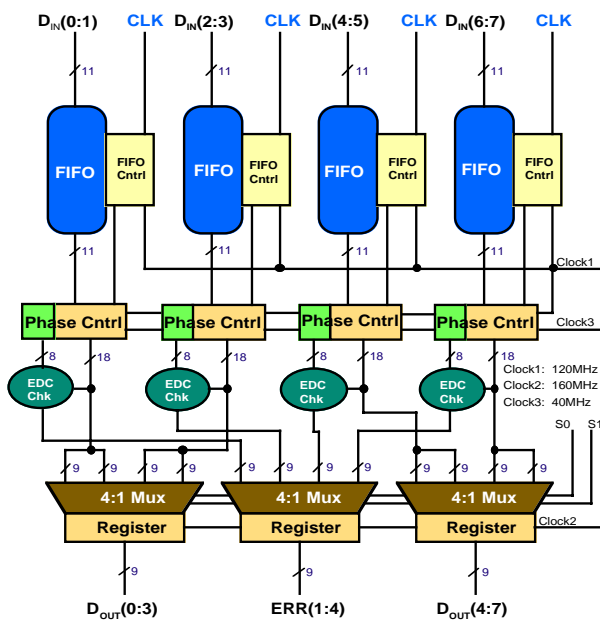 DIN(0:1) CLK DIN(2:3) CLK DIN(4:5) CLK DIN(6:7) CLK
11 11 11 11
FIFO FIFO Cntrl FIFO FIFO Cntrl FIFO FIFO Cntrl FIFO FIFO Cntrl
11 11 11 11
Clock1
Phase Cntrl Phase Cntrl Phase Cntrl Phase Cntrl
Clock3
8 18 8 18 8 18 8 18
EDC Chk EDC Chk EDC Chk EDC Chk
Clock1: 120MHz
Clock2: 160MHz
Clock3: 40MHz
S0 S1
9 9 9 9 9 9 9 9 9 9 9 9
4:1 Mux 4:1 Mux 4:1 Mux
Register Register Register
Clock2
9 9 9
DOUT(0:3) ERR(1:4) DOUT(4:7)